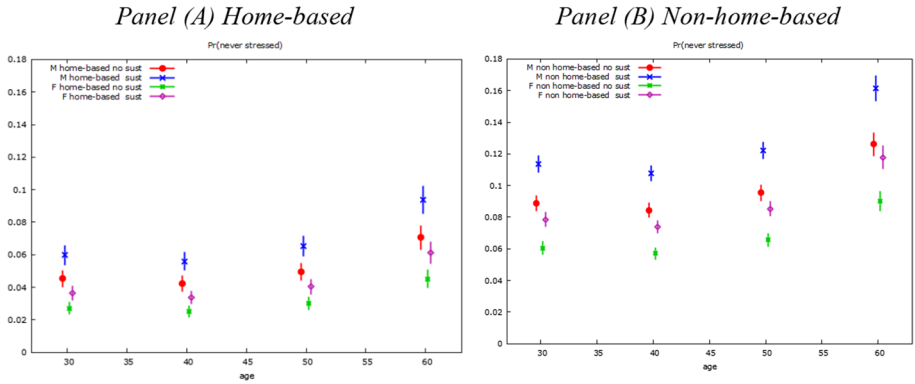 Panel (A) Home-based
Pr(never stressed)
0.18
0.16
0.14
0.12
0.1
0.08
0.06
0.04
0.02
0
M home-based no sust
M home-based  sust
F home-based no sust
F home-based  sust
30 35 40 45 50 55 60
age
Panel (B) Non-home-based
Pr(never stressed)
0.18
0.16
0.14
0.12
0.1
0.08
0.06
0.04
0.02
0
M non home-based no sust
M non home-based  sust
F non home-based no sust
F non home-based  sust
30 35 40 45 50 55 60
age